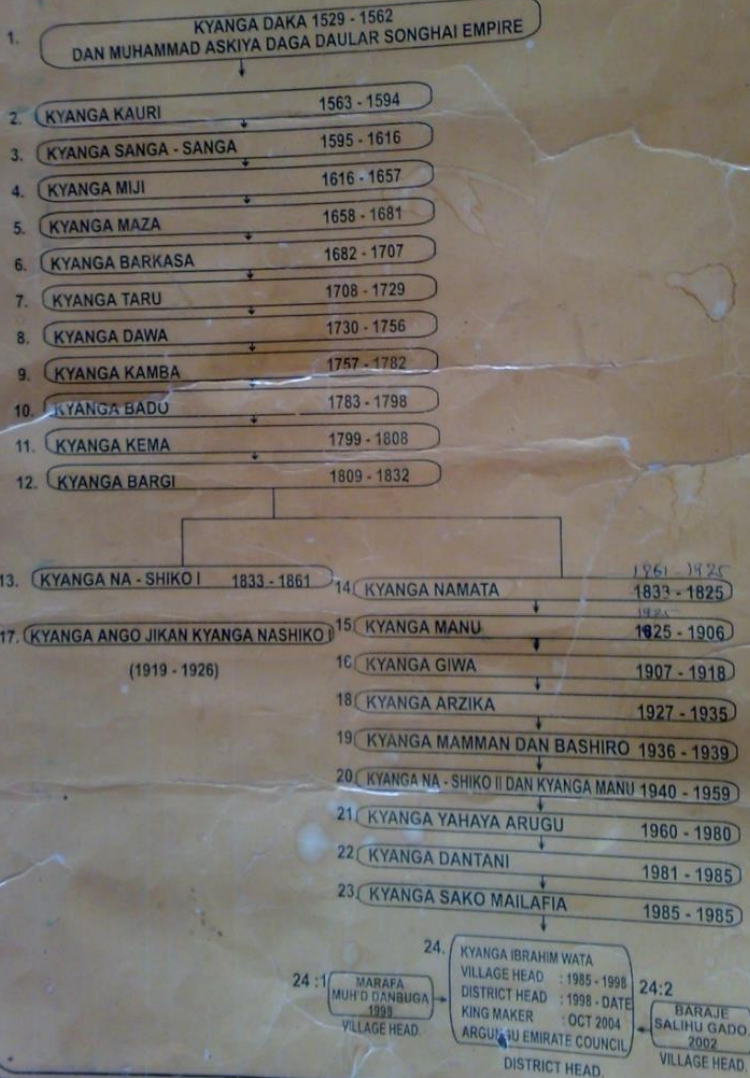 1. KYANGA DAKA 1529 - 1562
DAN MUHAMMAD ASKIYA DAGA DAULAR SONGHAI EMPIRE
2. KYANGA KAURI 1563 - 1594
3. KYANGA SANGA - SANGA 1595 - 1616
4. KYANGA MIJI 1616 - 1657
5. KYANGA MAZA 1658 - 1681
6. KYANGA BARKASA 1682 - 1707
7. KYANGA TARU 1708 - 1729
8. KYANGA DAWA 1730 - 1756
9. KYANGA KAMBA 1757 - 1782
10. KYANGA BADU 1783 - 1798
11. KYANGA KEMA 1799 - 1808
12. KYANGA BARGI 1809 - 1832
13. KYANGA NA - SHIKO I 1833 - 1861
1861 - 1925
14 KYANGA NAMATA 1833 - 1825
1925
15 KYANGA MANU 1825 - 1906
16 KYANGA GIWA 1907 - 1918
17. KYANGA ANGO JIKAN KYANGA NASHIKO I
(1919 - 1926)
18 KYANGA ARZIKA 1927 - 1935
19 KYANGA MAMMAN DAN BASHIRO 1936 - 1939
20 KYANGA NA - SHIKO II DAN KYANGA MANU 1940 - 1959
21 KYANGA YAHAYA ARUGU 1960 - 1980
22 KYANGA DANTANI 1981 - 1985
23 KYANGA SAKO MAILAFIA 1985 - 1985
24.
KYANGA IBRAHIM WATA
VILLAGE HEAD : 1985 - 1998
DISTRICT HEAD : 1998 - DATE
KING MAKER : OCT 2004
ARGUNGU EMIRATE COUNCIL
DISTRICT HEAD.
24 :1
MARAFA
MUH'D DANBUGA
1998
VILLAGE HEAD.
24:2
BARAJE
SALIHU GADO.
2002
VILLAGE HEAD.